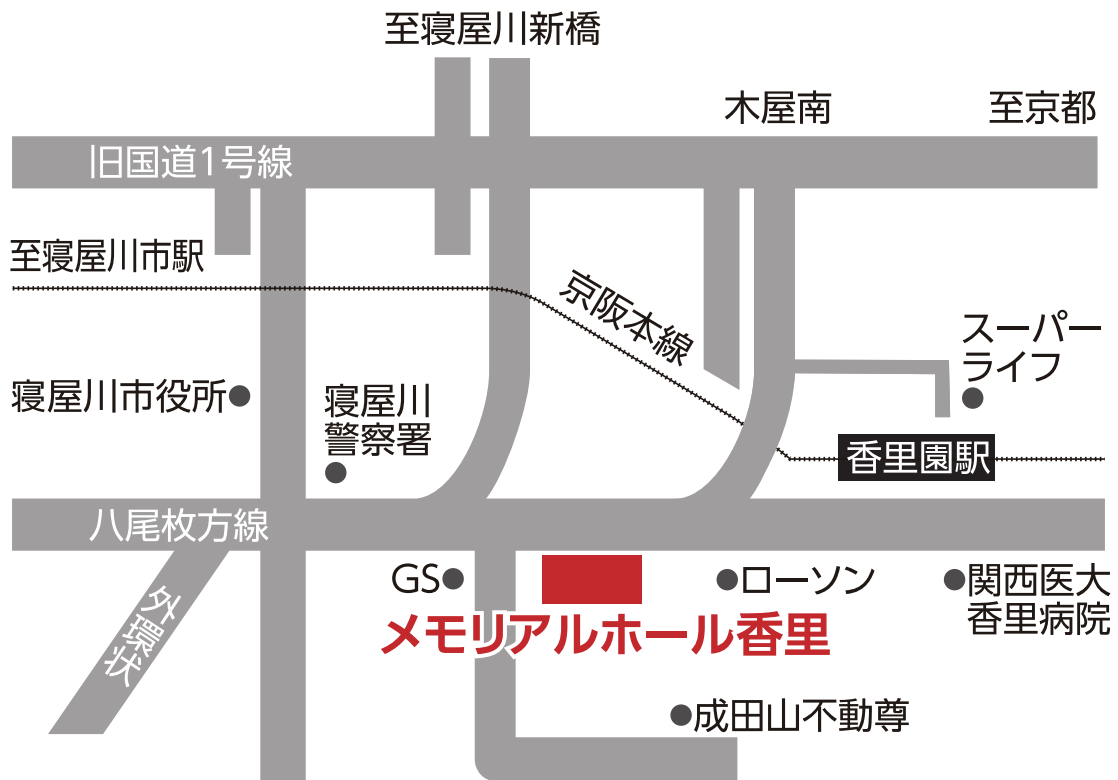 至寝屋川新橋
木屋南
至京都
旧国道1号線
至寝屋川市駅
京阪本線
スーパー
ライフ
寝屋川市役所
寝屋川
警察署
香里園駅
八尾枚方線
GS
ローソン
関西医大
香里病院
外環状
メモリアルホール香里
成田山不動尊